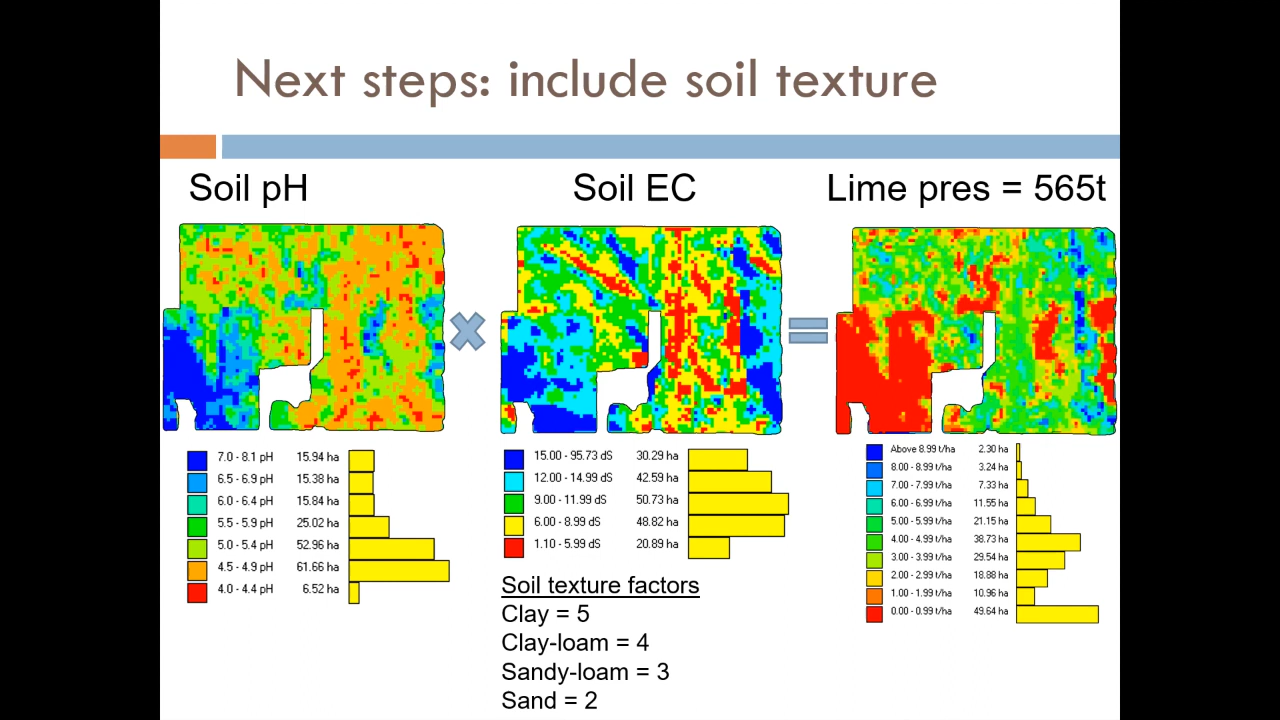 Next steps: include soil texture
Soil pH
Soil EC
Lime pres = 565t
7.0 - 8.1 pH 15.94 ha
6.5 - 6.9 pH 15.38 ha
6.0 - 6.4 pH 15.84 ha
5.5 - 5.9 pH 25.02 ha
5.0 - 5.4 pH 52.96 ha
4.5 - 4.9 pH 61.66 ha
4.0 - 4.4 pH 6.52 ha
15.00 - 95.73 dS 30.29 ha
12.00 - 14.99 dS 42.59 ha
9.00 - 11.99 dS 50.73 ha
6.00 - 8.99 dS 48.82 ha
1.10 - 5.99 dS 20.89 ha
Soil texture factors
Clay = 5
Clay-loam = 4
Sandy-loam = 3
Sand = 2
Above 8.99 t/ha 2.30 ha
8.00 - 8.99 t/ha 3.24 ha
7.00 - 7.99 t/ha 7.33 ha
6.00 - 6.99 t/ha 11.55 ha
5.00 - 5.99 t/ha 21.15 ha
4.00 - 4.99 t/ha 38.73 ha
3.00 - 3.99 t/ha 29.54 ha
2.00 - 2.99 t/ha 18.88 ha
1.00 - 1.99 t/ha 10.96 ha
0.00 - 0.99 t/ha 49.64 ha